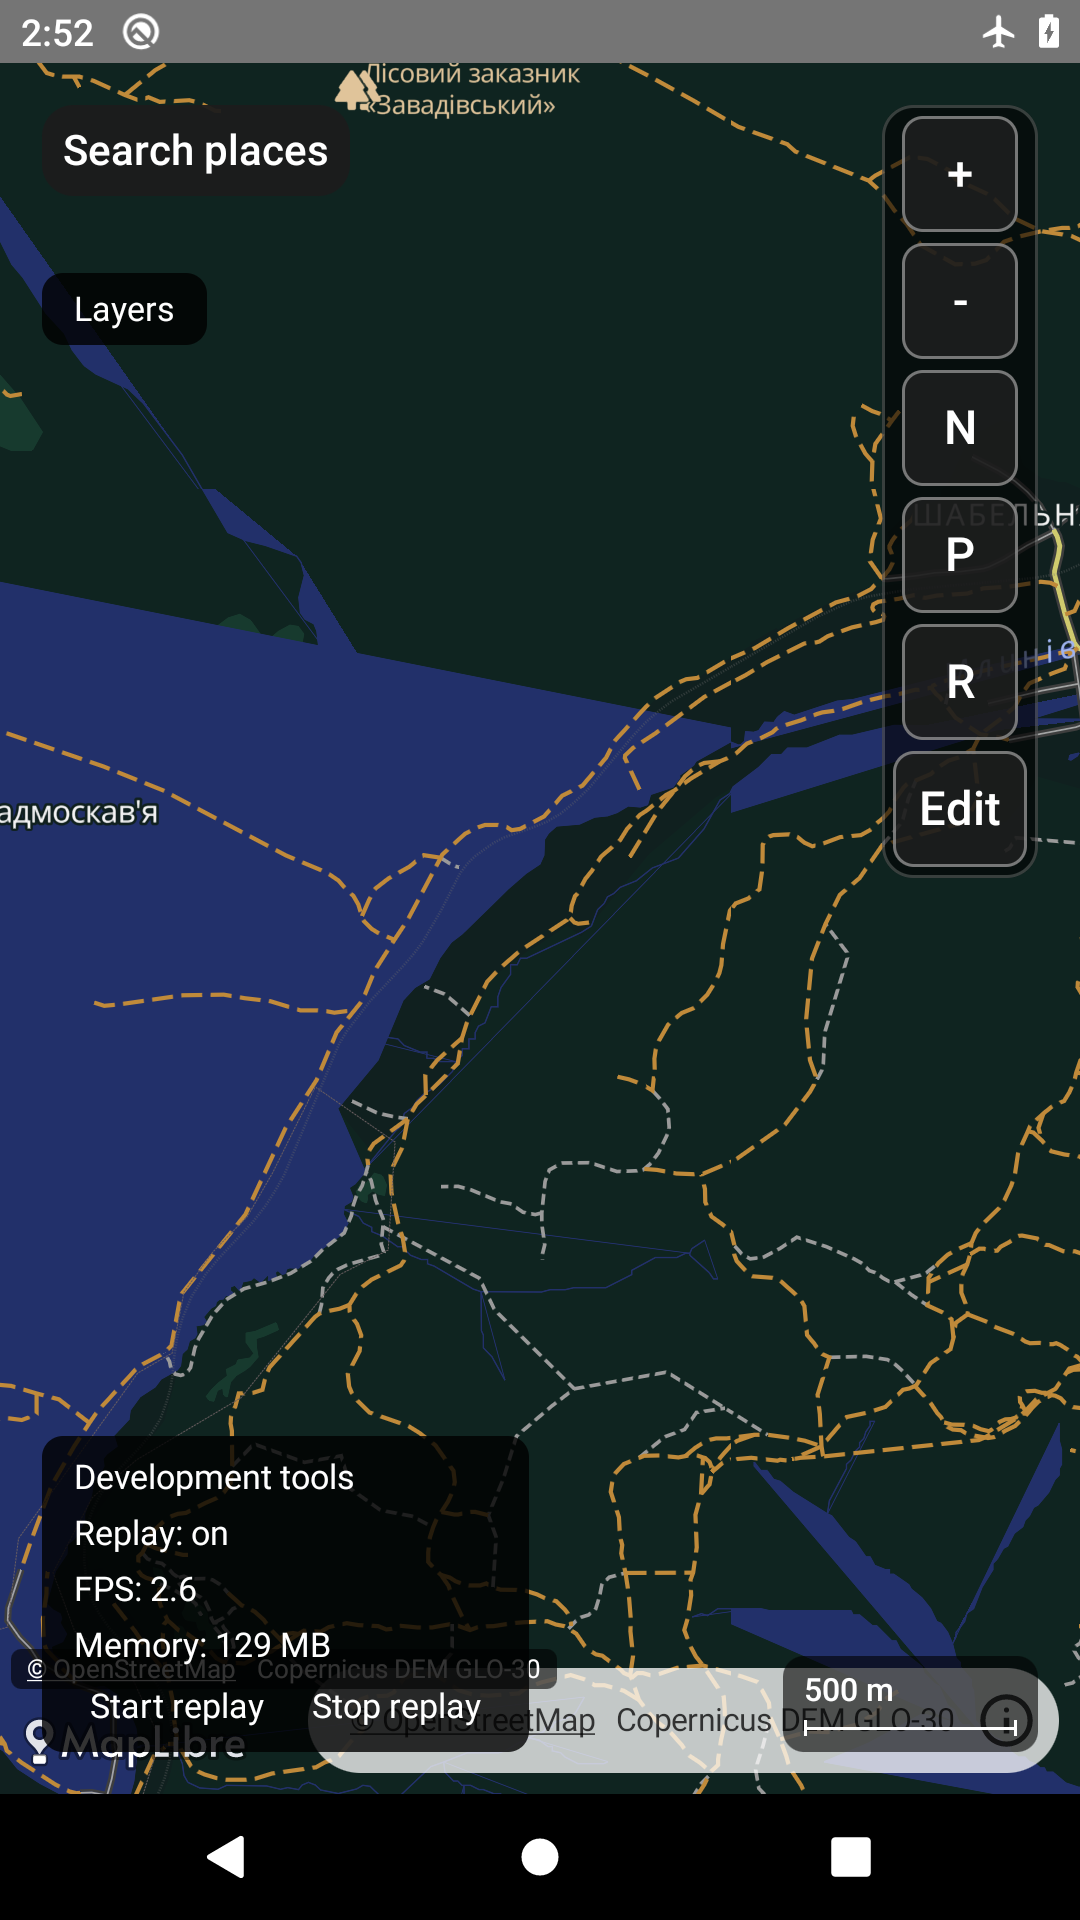 2:52
Лісовий заказник
«Завадівський»
Search places
+
-
Layers
N
ШАБЕЛЬН
P
R
Edit
адмоскав'я
Development tools
Replay: on
FPS: 2.6
Memory: 129 MB
© OpenStreetMap Copernicus DEM GLO-30
Start replay Stop replay
500 m
© OpenStreetMap Copernicus DEM GLO-30
MapLibre